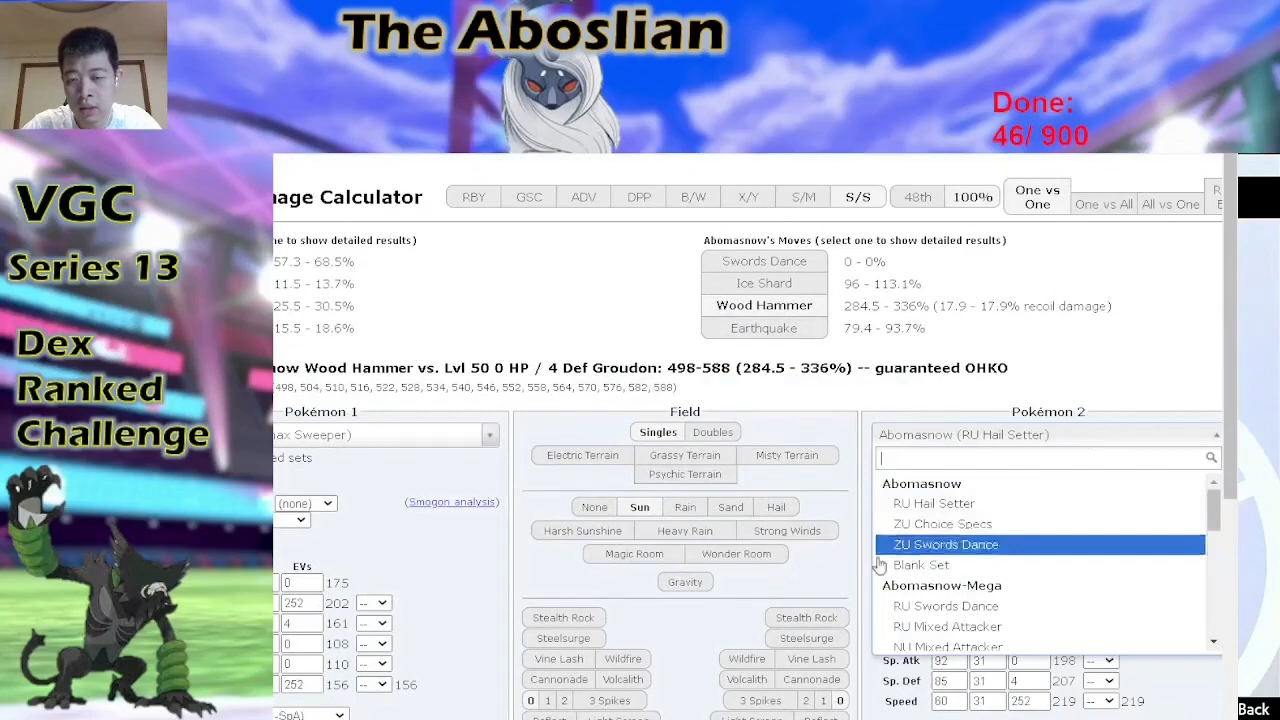 The Aboslian
Done:
46/ 900
VGC
Series 13
Dex
Ranked
Challenge
mage Calculator
RBY GSC ADV DPP B/W X/Y S/M S/S 48th 100% One vs One One vs All All vs One
ne to show detailed results)
57.3 - 68.5%
11.5 - 13.7%
25.5 - 30.5%
15.5 - 18.6%
Abomasnow's Moves (select one to show detailed results)
Swords Dance 0 - 0%
Ice Shard 96 - 113.1%
Wood Hammer 284.5 - 336% (17.9 - 17.9% recoil damage)
Earthquake 79.4 - 93.7%
now Wood Hammer vs. Lvl 50 0 HP / 4 Def Groudon: 498-588 (284.5 - 336%) -- guaranteed OHKO
498, 504, 510, 516, 522, 528, 534, 540, 546, 552, 558, 564, 570, 576, 582, 588)
Pokémon 1
max Sweeper)
ed sets
(none)
(Smogon analysis)
EVs
0 175
252 202 --
4 161 --
0 108 --
0 110 --
252 156 -- 156
-SpA)
Field
Singles Doubles
Electric Terrain Grassy Terrain Misty Terrain
Psychic Terrain
None Sun Rain Sand Hail
Harsh Sunshine Heavy Rain Strong Winds
Magic Room Wonder Room
Gravity
Stealth Rock Stealth Rock
Steelsurge Steelsurge
Vine Lash Wildfire Wildfire Vine Lash
Cannonade Volcalith Volcalith Cannonade
0 1 2 3 Spikes 3 Spikes 2 1 0
Reflect Light Screen Light Screen Reflect
Pokémon 2
Abomasnow (RU Hail Setter)
Abomasnow
RU Hail Setter
ZU Choice Specs
ZU Swords Dance
Blank Set
Abomasnow-Mega
RU Swords Dance
RU Mixed Attacker
NU Mixed Attacker
Sp. Atk 92 31 0 198 --
Sp. Def 85 31 4 207 --
Speed 60 31 252 219 -- 219
Back